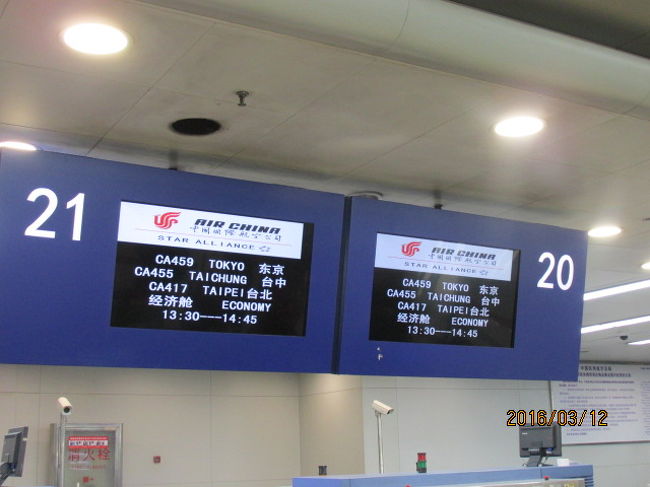 21
AIR CHINA
中国国际航空公司
STAR ALLIANCE
CA459 TOKYO 东京
CA455 TAICHUNG 台中
CA417 TAIPEI 台北
经济舱 ECONOMY
13:30---14:45
20
AIR CHINA
中国国际航空公司
STAR ALLIANCE
CA459 TOKYO 东京
CA455 TAICHUNG 台中
CA417 TAIPEI 台北
经济舱 ECONOMY
13:30---14:45
消火栓
2016/03/12